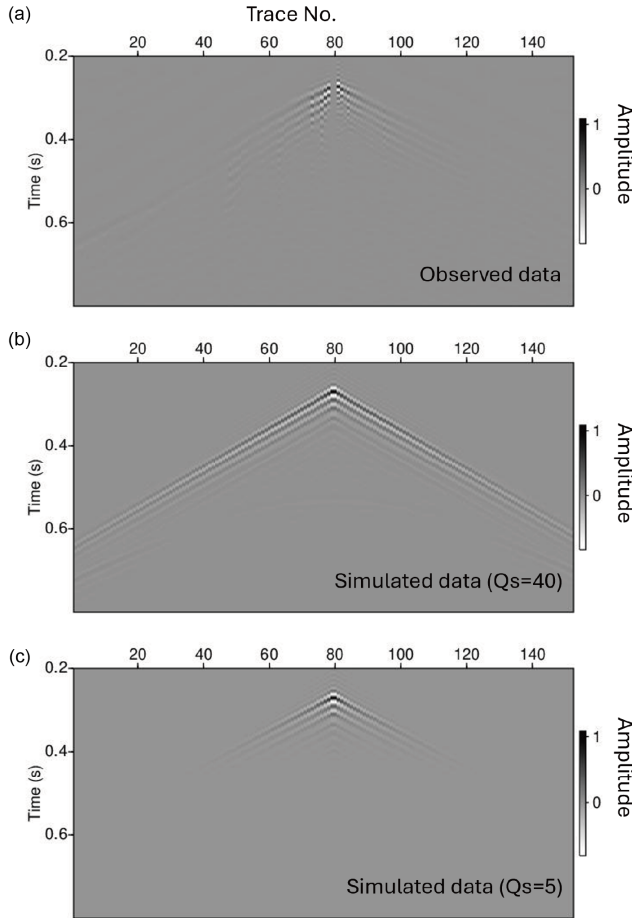 (a)
Trace No.
20 40 60 80 100 120 140
0.2
0.4
0.6
Time (s)
Observed data
1
0
Amplitude
(b)
20 40 60 80 100 120 140
0.2
0.4
0.6
Time (s)
Simulated data (Qs=40)
1
0
Amplitude
(c)
20 40 60 80 100 120 140
0.2
0.4
0.6
Time (s)
Simulated data (Qs=5)
1
0
Amplitude